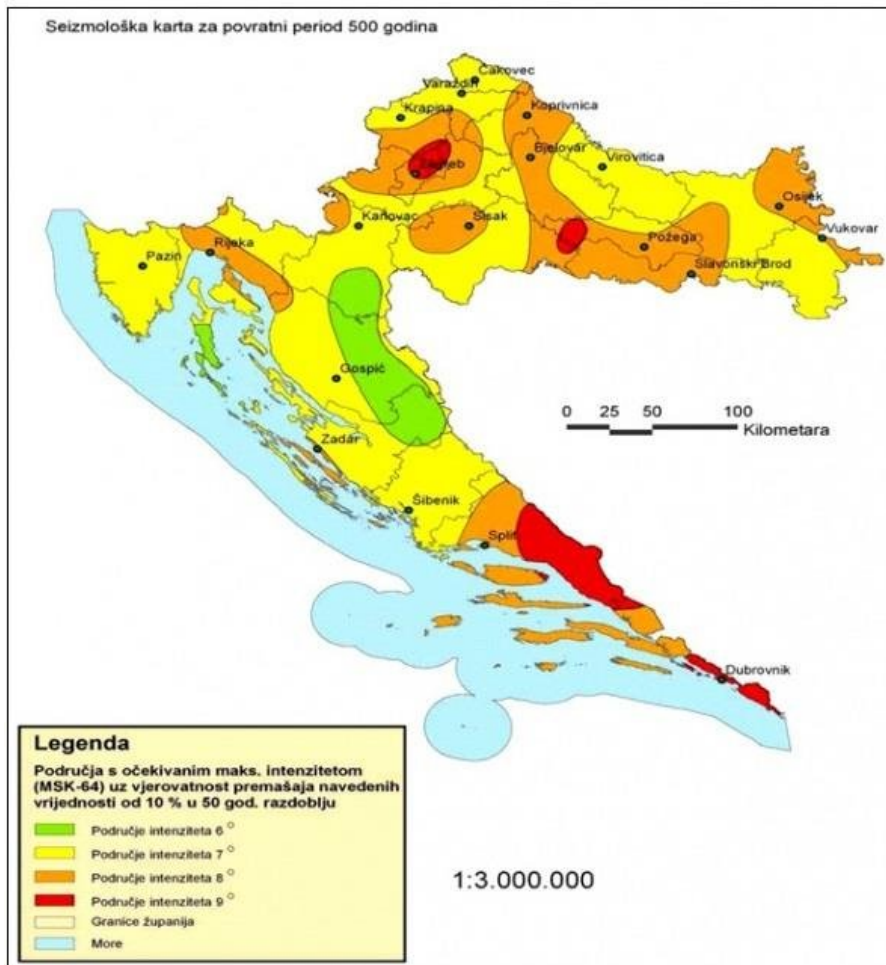 Seizmološka karta za povratni period 500 godina
Čakovec
Varaždin
Krapina
Koprivnica
Zagreb
Bjelovar
Virovitica
Osijek
Karlovac
Sisak
Vukovar
Rijeka
Požega
Pazin
Slavonski Brod
Gospić
0 25 50 100
Kilometara
Zadar
Šibenik
Split
Dubrovnik
Legenda
Područja s očekivanim maks. intenzitetom
(MSK-64) uz vjerovatnost premašaja navedenih
vrijednosti od 10 % u 50 god. razdoblju
Područje intenziteta 6 °
Područje intenziteta 7 °
Područje intenziteta 8 °
Područje intenziteta 9 °
Granice županija
More
1:3.000.000